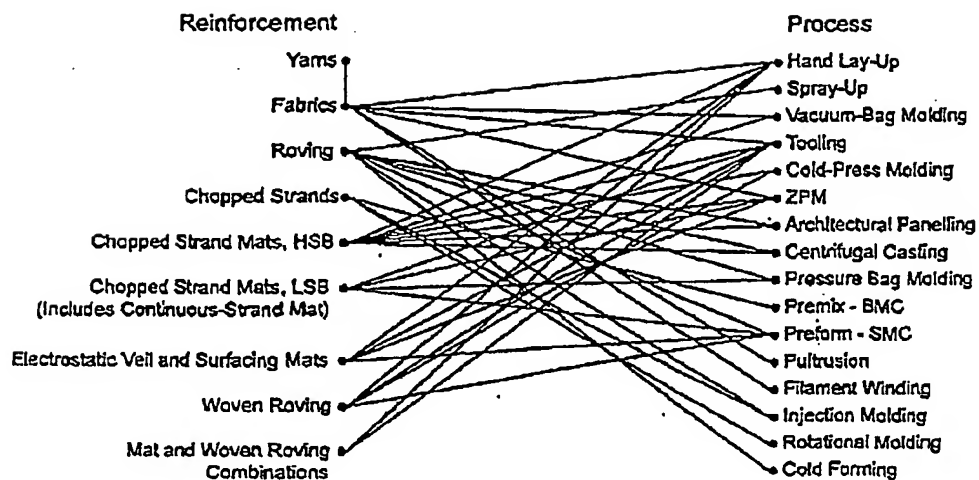 Reinforcement
Yarns
Fabrics
Roving
Chopped Strands
Chopped Strand Mats, HSB
Chopped Strand Mats, LSB
(Includes Continuous-Strand Mat)
Electrostatic Veil and Surfacing Mats
Woven Roving
Mat and Woven Roving
Combinations
Process
Hand Lay-Up
Spray-Up
Vacuum-Bag Molding
Tooling
Cold-Press Molding
ZPM
Architectural Panelling
Centrifugal Casting
Pressure Bag Molding
Premix - BMC
Preform - SMC
Pultrusion
Filament Winding
Injection Molding
Rotational Molding
Cold Forming